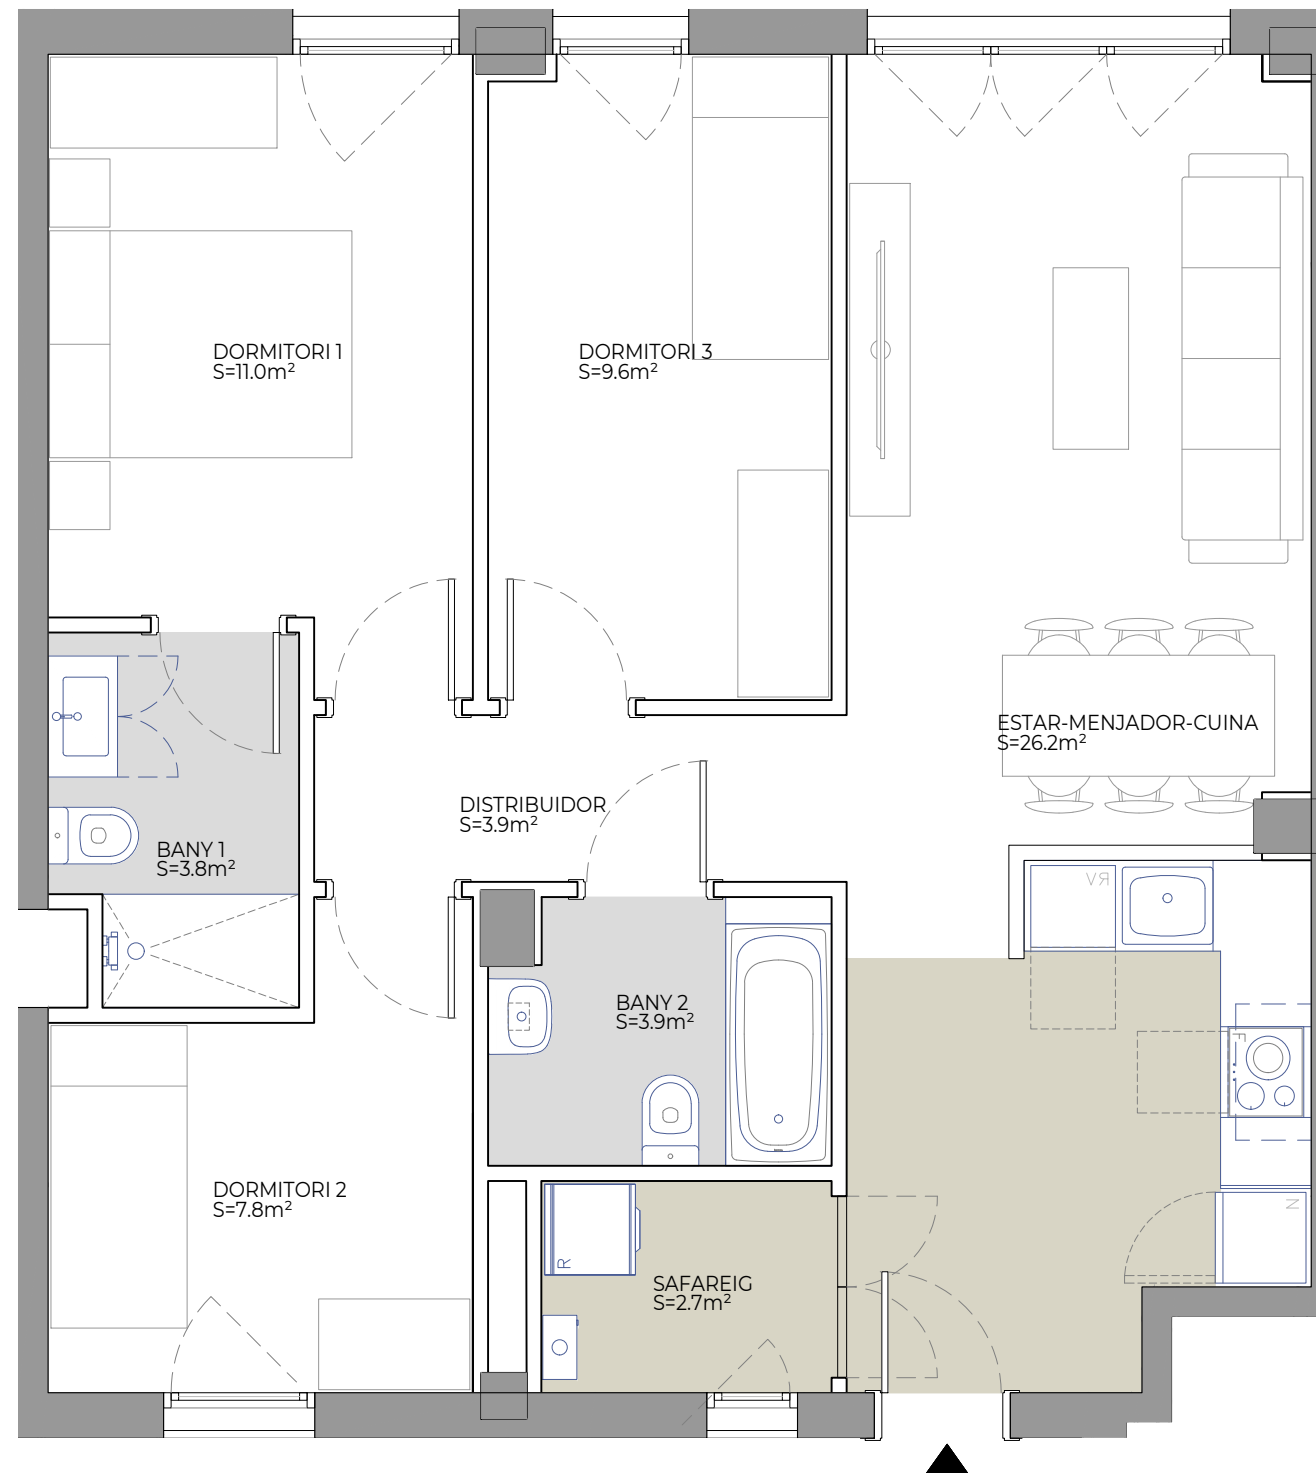 DORMITORI 1
S=11.0m²
DORMITORI 3
S=9.6m²
ESTAR-MENJADOR-CUINA
S=26.2m²
DISTRIBUIDOR
S=3.9m²
BANY 1
S=3.8m²
RV
BANY 2
S=3.9m²
F
DORMITORI 2
S=7.8m²
N
R
SAFAREIG
S=2.7m²